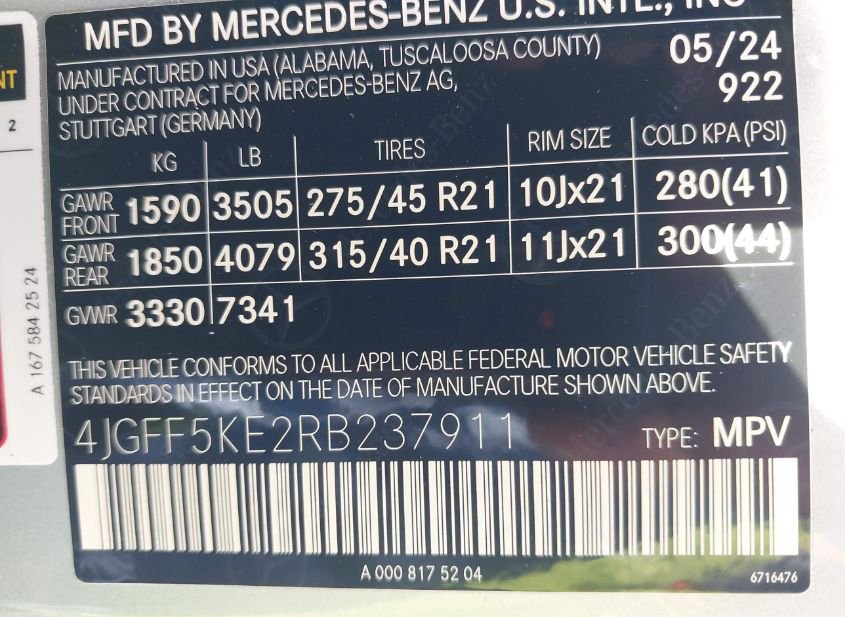 MFD BY MERCEDES-BENZ U.S. INTL., INC
MANUFACTURED IN USA (ALABAMA, TUSCALOOSA COUNTY)
UNDER CONTRACT FOR MERCEDES-BENZ AG,
STUTTGART (GERMANY)
05/24
922
KG LB TIRES RIM SIZE COLD KPA (PSI)
GAWR FRONT 1590 3505 275/45 R21 10Jx21 280(41)
GAWR REAR 1850 4079 315/40 R21 11Jx21 300(44)
GVWR 3330 7341
THIS VEHICLE CONFORMS TO ALL APPLICABLE FEDERAL MOTOR VEHICLE SAFETY
STANDARDS IN EFFECT ON THE DATE OF MANUFACTURE SHOWN ABOVE.
4JGFF5KE2RB237911 TYPE: MPV
A 000 817 52 04
6716476
NT
2
A 167 584 25 24